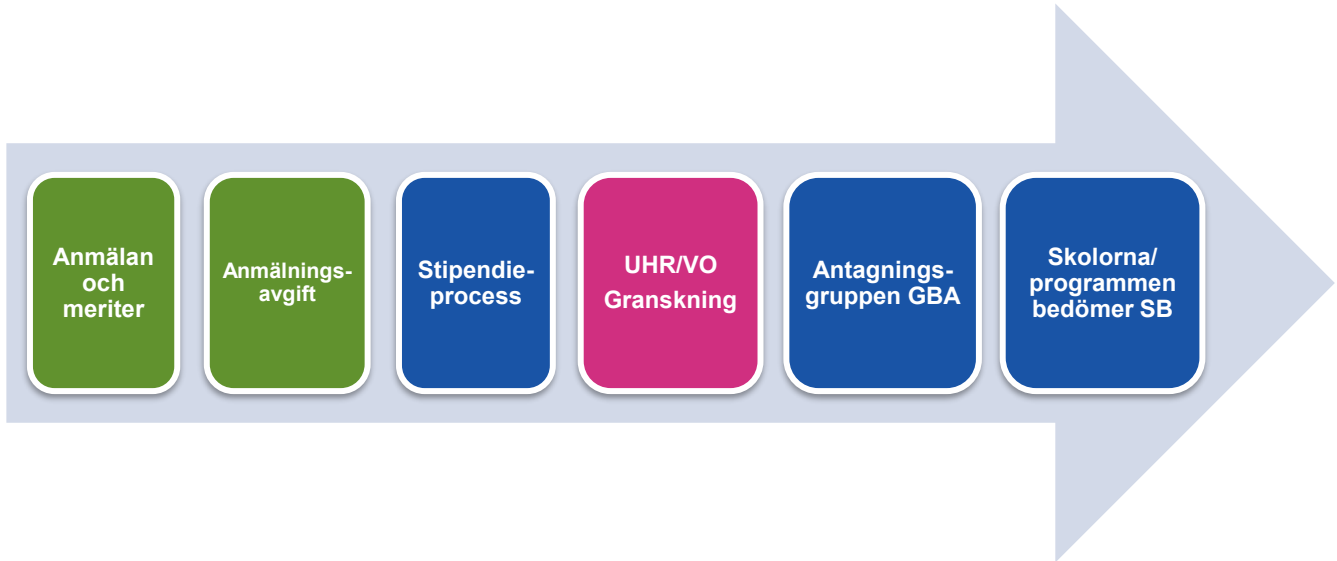 Anmälan
och
meriter
Anmälnings-
avgift
Stipendie-
process
UHR/VO
Granskning
Antagnings-
gruppen GBA
Skolorna/
programmen
bedömer SB